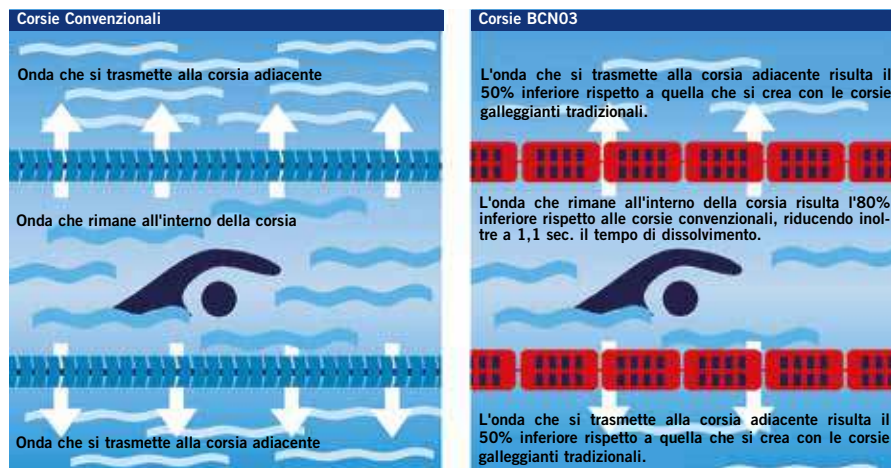 Corsie Convenzionali
Onda che si trasmette alla corsia adiacente
Onda che rimane all'interno della corsia
Onda che si trasmette alla corsia adiacente
Corsie BCN03
L'onda che si trasmette alla corsia adiacente risulta il
50% inferiore rispetto a quella che si crea con le corsie
galleggianti tradizionali.
L'onda che rimane all'interno della corsia risulta l'80%
inferiore rispetto alle corsie convenzionali, riducendo inol-
tre a 1,1 sec. il tempo di dissolvimento.
L'onda che si trasmette alla corsia adiacente risulta il
50% inferiore rispetto a quella che si crea con le corsie
galleggianti tradizionali.